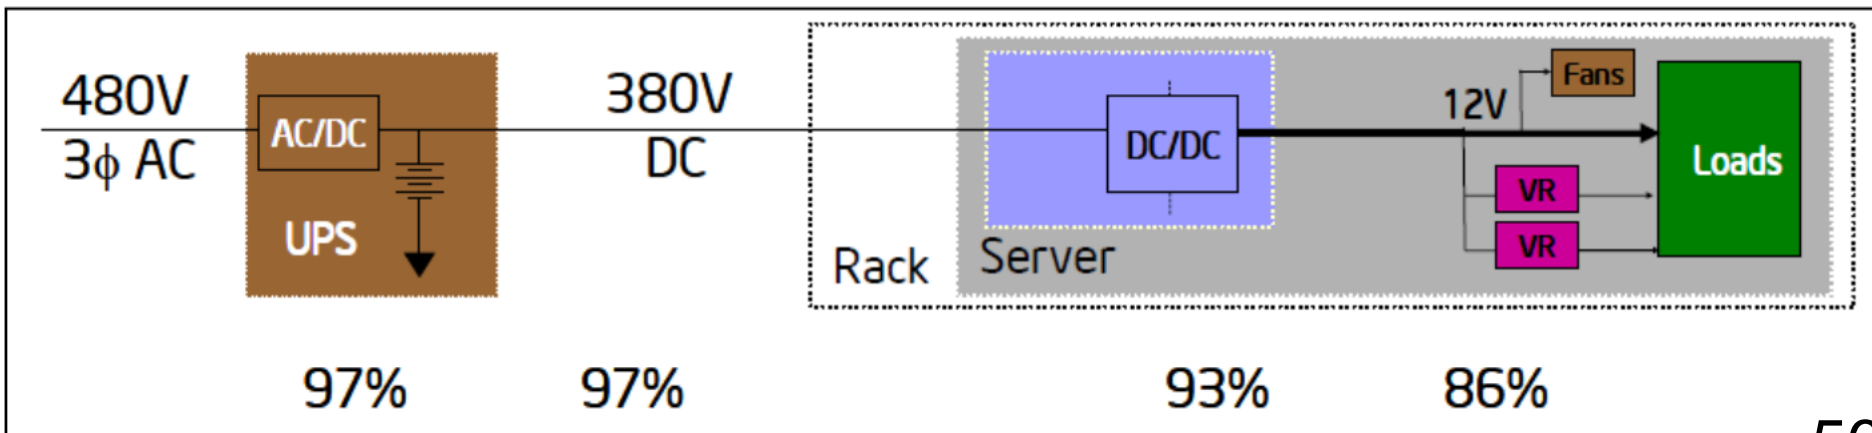 480V
3ϕ AC
AC/DC
UPS
380V
DC
Rack
Server
DC/DC
12V
Fans
VR
VR
Loads
97%
97%
93%
86%